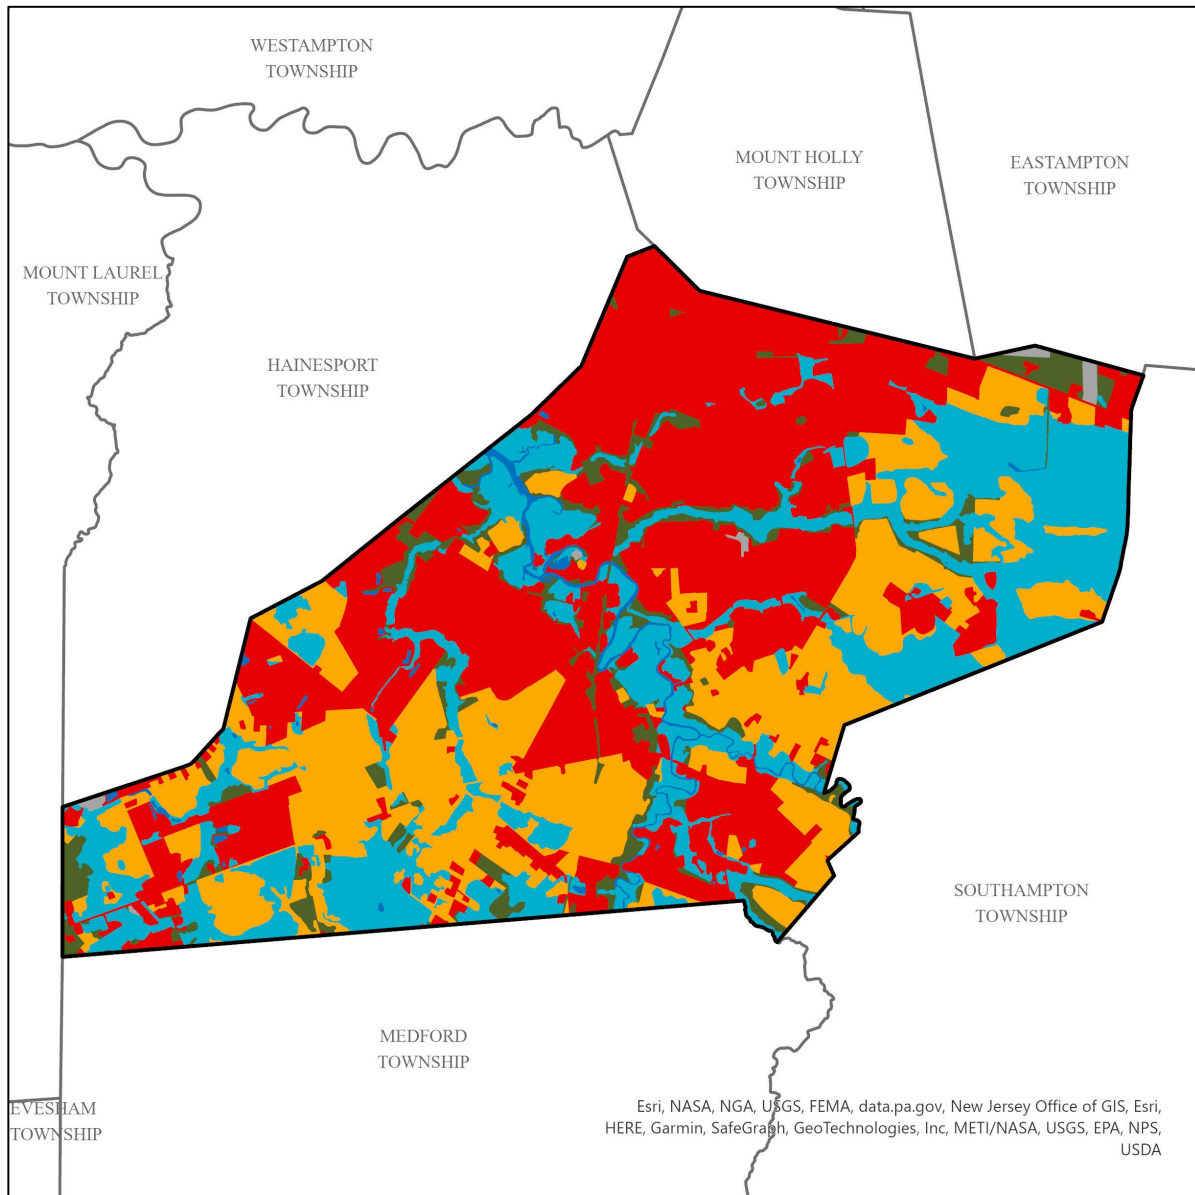 WESTAMPTON
TOWNSHIP
MOUNT HOLLY
TOWNSHIP
EASTAMPTON
TOWNSHIP
MOUNT LAUREL
TOWNSHIP
HAINESPORT
TOWNSHIP
SOUTHAMPTON
TOWNSHIP
MEDFORD
TOWNSHIP
EVESHAM
TOWNSHIP
Esri, NASA, NGA, USGS, FEMA, data.pa.gov, New Jersey Office of GIS, Esri,
HERE, Garmin, SafeGraph, GeoTechnologies, Inc, METI/NASA, USGS, EPA, NPS,
USDA